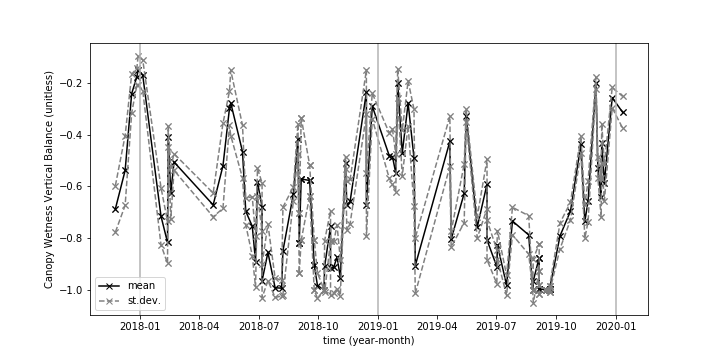 Canopy Wetness Vertical Balance (unitless)
−0.2
−0.4
−0.6
−0.8
−1.0
mean
st.dev.
2018-01 2018-04 2018-07 2018-10 2019-01 2019-04 2019-07 2019-10 2020-01
time (year-month)